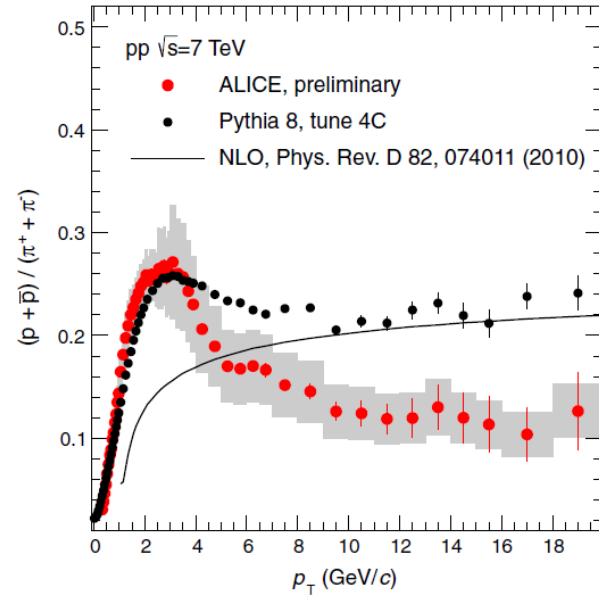 pp √s=7 TeV
ALICE, preliminary
Pythia 8, tune 4C
NLO, Phys. Rev. D 82, 074011 (2010)
(p + p̄) / (π⁺ + π⁻)
0.5
0.4
0.3
0.2
0.1
0 2 4 6 8 10 12 14 16 18
p_T (GeV/c)